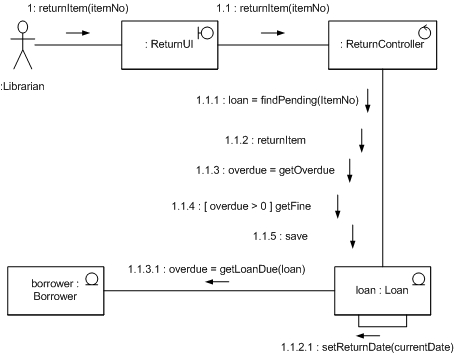 1: returnItem(itemNo)
1.1: returnItem(itemNo)
: ReturnUI
: ReturnController
:Librarian
1.1.1 : loan = findPending(ItemNo)
1.1.2 : returnItem
1.1.3 : overdue = getOverdue
1.1.4 : [ overdue > 0 ] getFine
1.1.5 : save
1.1.3.1 : overdue = getLoanDue(loan)
borrower :
Borrower
loan : Loan
1.1.2.1 : setReturnDate(currentDate)